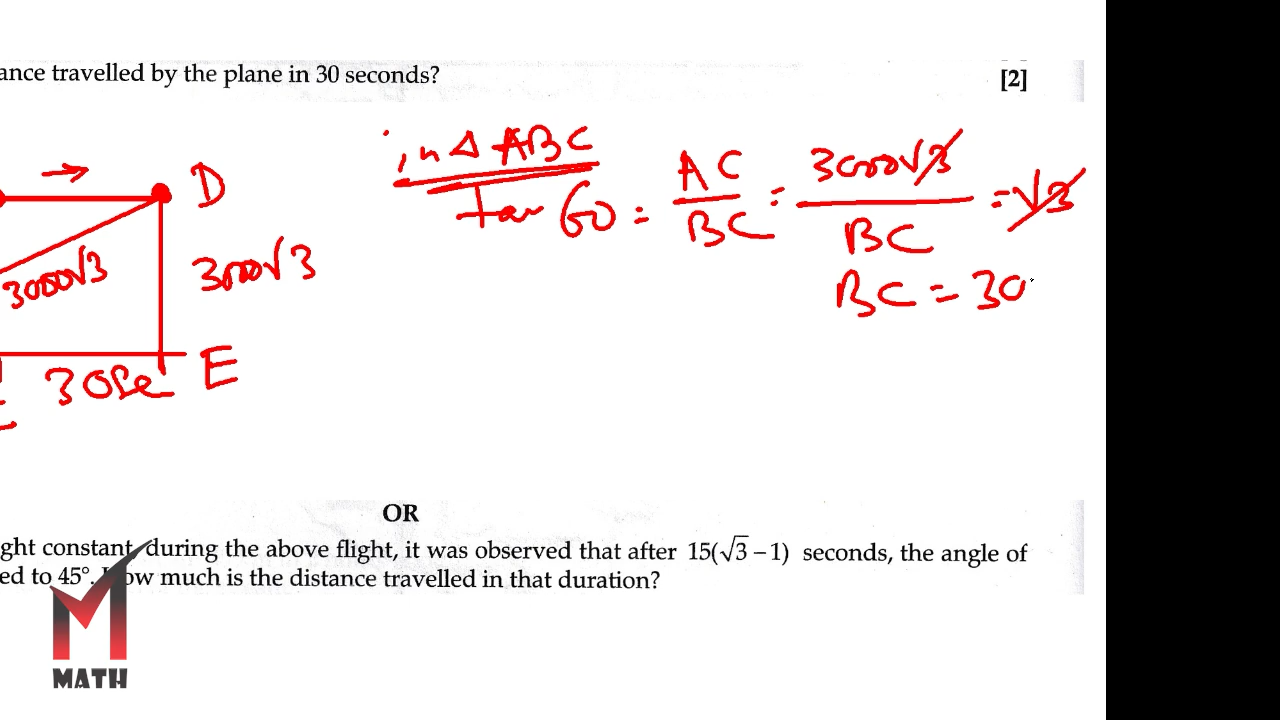 ance travelled by the plane in 30 seconds?
[2]
in Δ ABC
tan 60 = AC/BC = 3000√3/BC = √3
BC = 30
D
3000√3
3000√3
E
30Se
OR
ght constant, during the above flight, it was observed that after 15(√3 – 1) seconds, the angle of
ed to 45°. How much is the distance travelled in that duration?
MATH